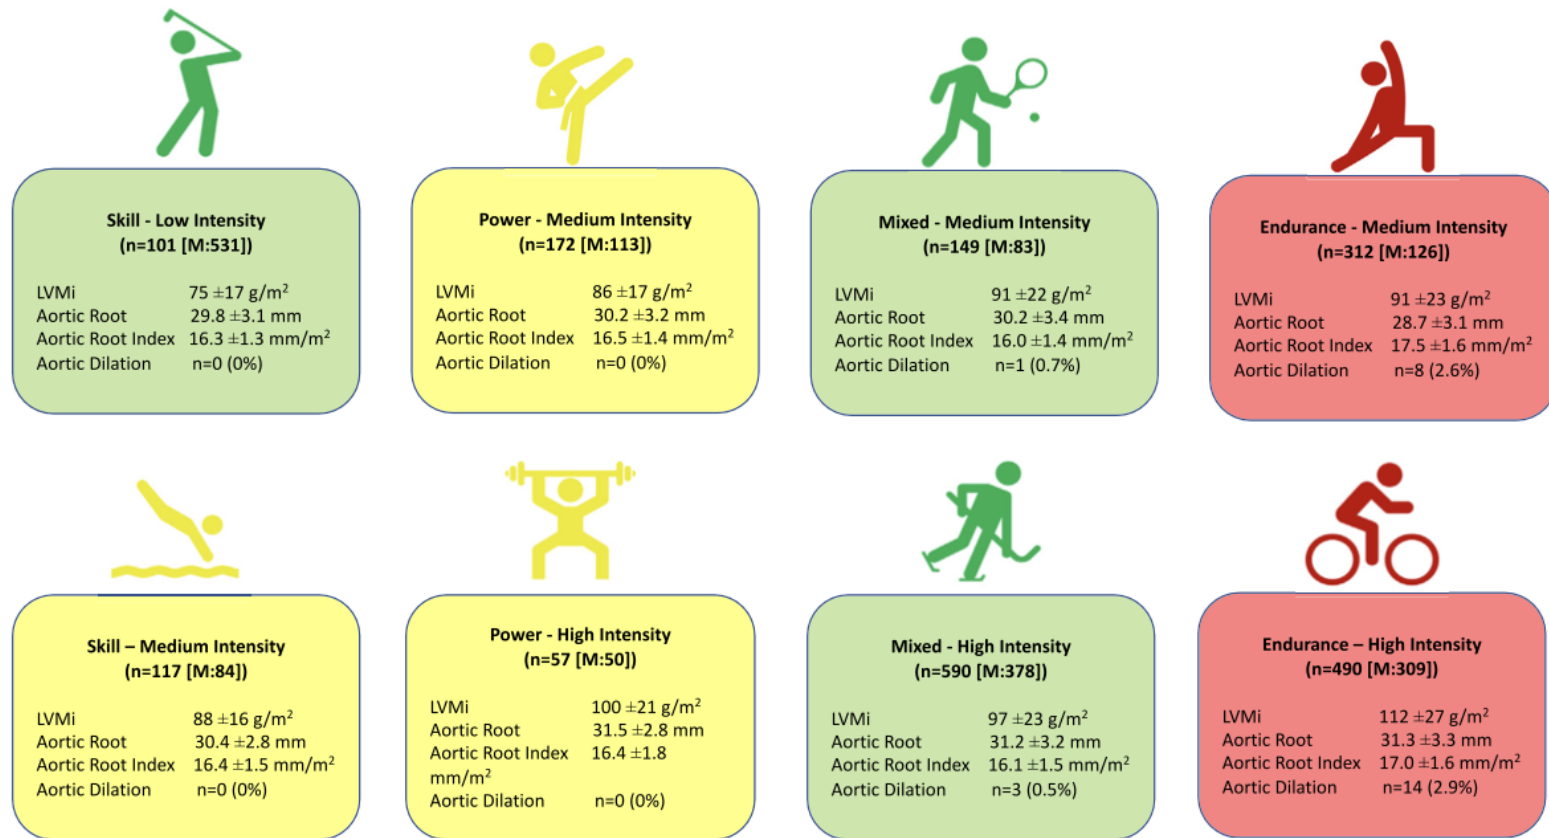 Skill - Low Intensity
(n=101 [M:531])
LVMi 75 ±17 g/m²
Aortic Root 29.8 ±3.1 mm
Aortic Root Index 16.3 ±1.3 mm/m²
Aortic Dilation n=0 (0%)
Power - Medium Intensity
(n=172 [M:113])
LVMi 86 ±17 g/m²
Aortic Root 30.2 ±3.2 mm
Aortic Root Index 16.5 ±1.4 mm/m²
Aortic Dilation n=0 (0%)
Mixed - Medium Intensity
(n=149 [M:83])
LVMi 91 ±22 g/m²
Aortic Root 30.2 ±3.4 mm
Aortic Root Index 16.0 ±1.4 mm/m²
Aortic Dilation n=1 (0.7%)
Endurance - Medium Intensity
(n=312 [M:126])
LVMi 91 ±23 g/m²
Aortic Root 28.7 ±3.1 mm
Aortic Root Index 17.5 ±1.6 mm/m²
Aortic Dilation n=8 (2.6%)
Skill – Medium Intensity
(n=117 [M:84])
LVMi 88 ±16 g/m²
Aortic Root 30.4 ±2.8 mm
Aortic Root Index 16.4 ±1.5 mm/m²
Aortic Dilation n=0 (0%)
Power - High Intensity
(n=57 [M:50])
LVMi 100 ±21 g/m²
Aortic Root 31.5 ±2.8 mm
Aortic Root Index 16.4 ±1.8
mm/m²
Aortic Dilation n=0 (0%)
Mixed - High Intensity
(n=590 [M:378])
LVMi 97 ±23 g/m²
Aortic Root 31.2 ±3.2 mm
Aortic Root Index 16.1 ±1.5 mm/m²
Aortic Dilation n=3 (0.5%)
Endurance – High Intensity
(n=490 [M:309])
LVMi 112 ±27 g/m²
Aortic Root 31.3 ±3.3 mm
Aortic Root Index 17.0 ±1.6 mm/m²
Aortic Dilation n=14 (2.9%)